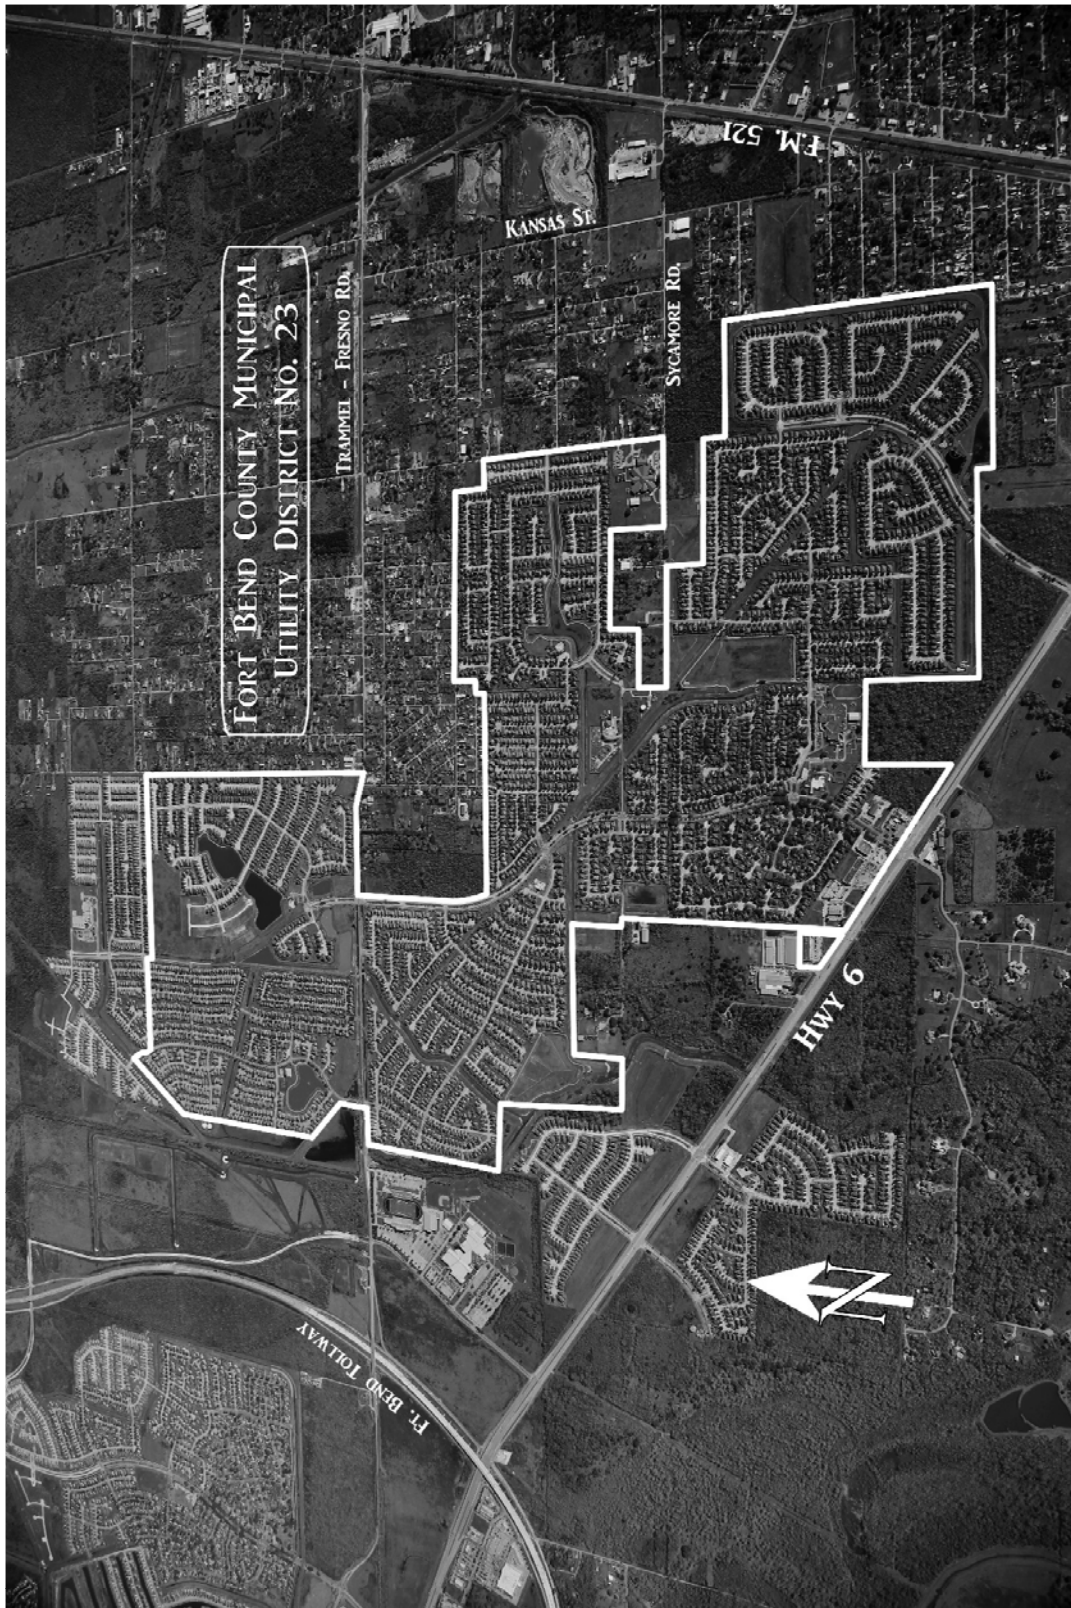 FORT BEND COUNTY MUNICIPAL
UTILITY DISTRICT NO. 23
F.M. 521
KANSAS ST.
TRAMMEL - FRESNO RD.
SYCAMORE RD.
HWY 6
FT. BEND TOLLWAY
N